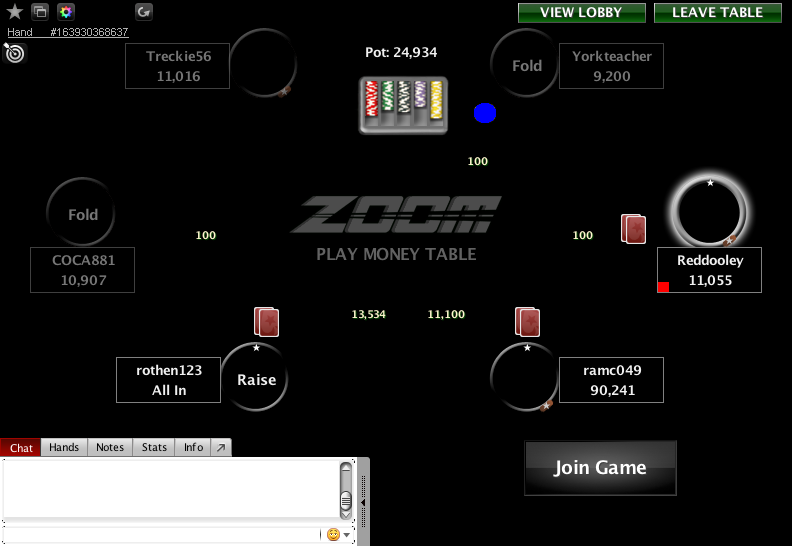 VIEW LOBBY
LEAVE TABLE
Hand #163930368637
Treckie56
11,016
Pot: 24,934
Fold
Yorkteacher
9,200
100
Fold
COCA881
10,907
100
ZOOM
PLAY MONEY TABLE
100
Reddooley
11,055
13,534
11,100
rothen123
All In
Raise
ramc049
90,241
Chat
Hands
Notes
Stats
Info
Join Game